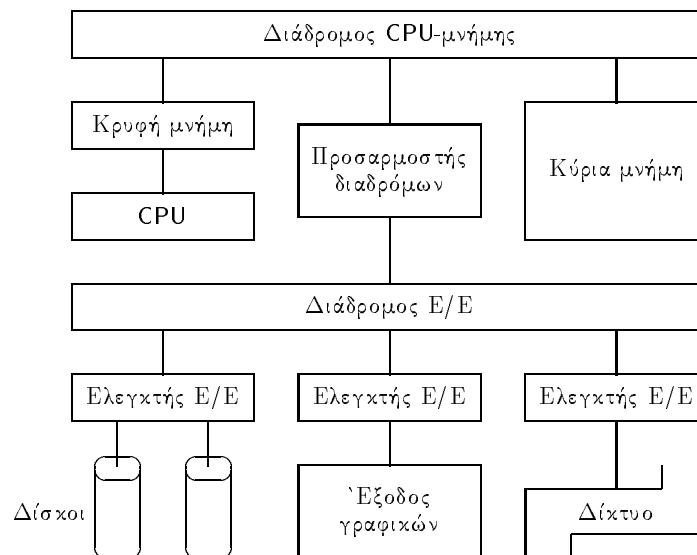 Διάδρομος CPU-μνήμης
Κρυφή μνήμη
Προσαρμοστής
διαδρόμων
Κύρια μνήμη
CPU
Διάδρομος Ε/Ε
Ελεγκτής Ε/Ε
Ελεγκτής Ε/Ε
Ελεγκτής Ε/Ε
Δίσκοι
`Εξοδος
γραφικών
Δίκτυο